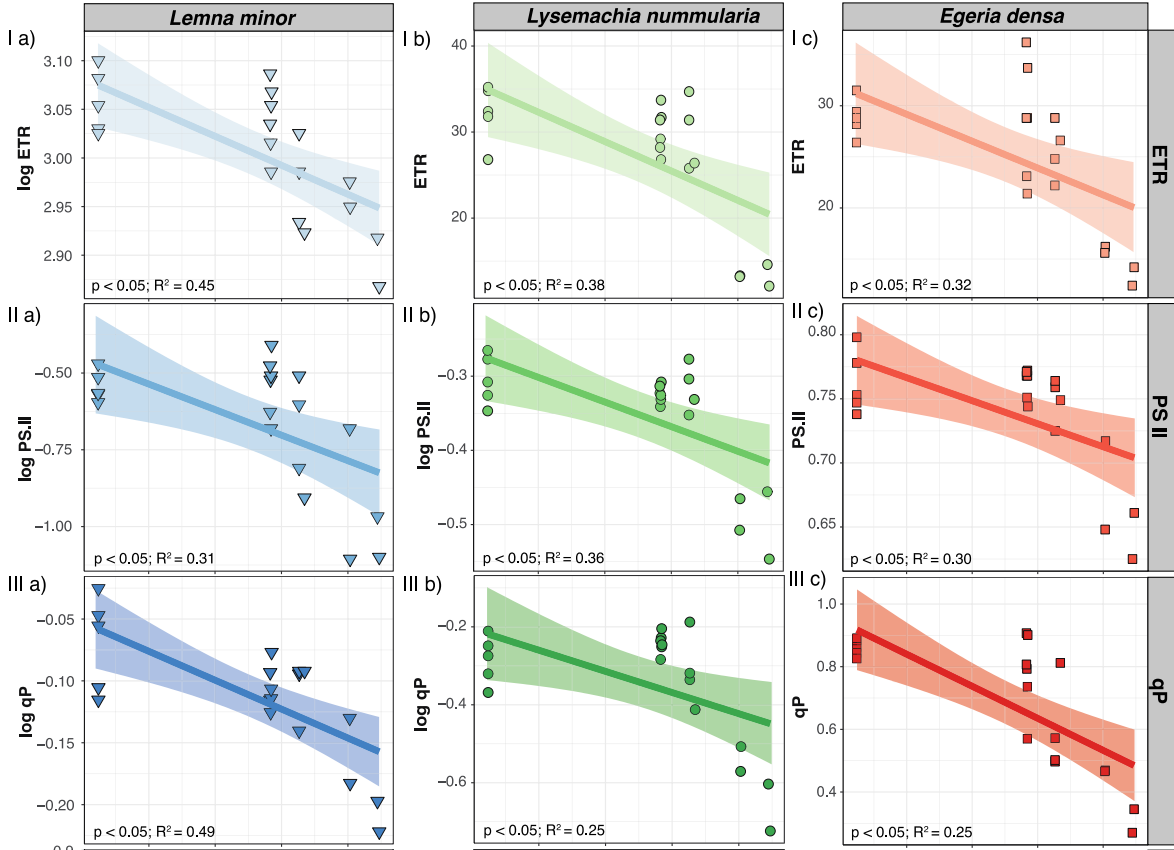 Lemna minor
Lysemachia nummularia
Egeria densa
I a)
I b)
I c)
3.10
3.05
3.00
2.95
2.90
log ETR
p < 0.05; R² = 0.45
40
30
20
ETR
p < 0.05; R² = 0.38
30
20
ETR
p < 0.05; R² = 0.32
ETR
II a)
II b)
II c)
−0.50
−0.75
−1.00
log PS.II
p < 0.05; R² = 0.31
−0.3
−0.4
−0.5
log PS.II
p < 0.05; R² = 0.36
0.80
0.75
0.70
0.65
PS.II
p < 0.05; R² = 0.30
PS II
III a)
III b)
III c)
−0.05
−0.10
−0.15
−0.20
log qP
p < 0.05; R² = 0.49
−0.2
−0.4
−0.6
log qP
p < 0.05; R² = 0.25
1.0
0.8
0.6
0.4
qP
p < 0.05; R² = 0.25
qP